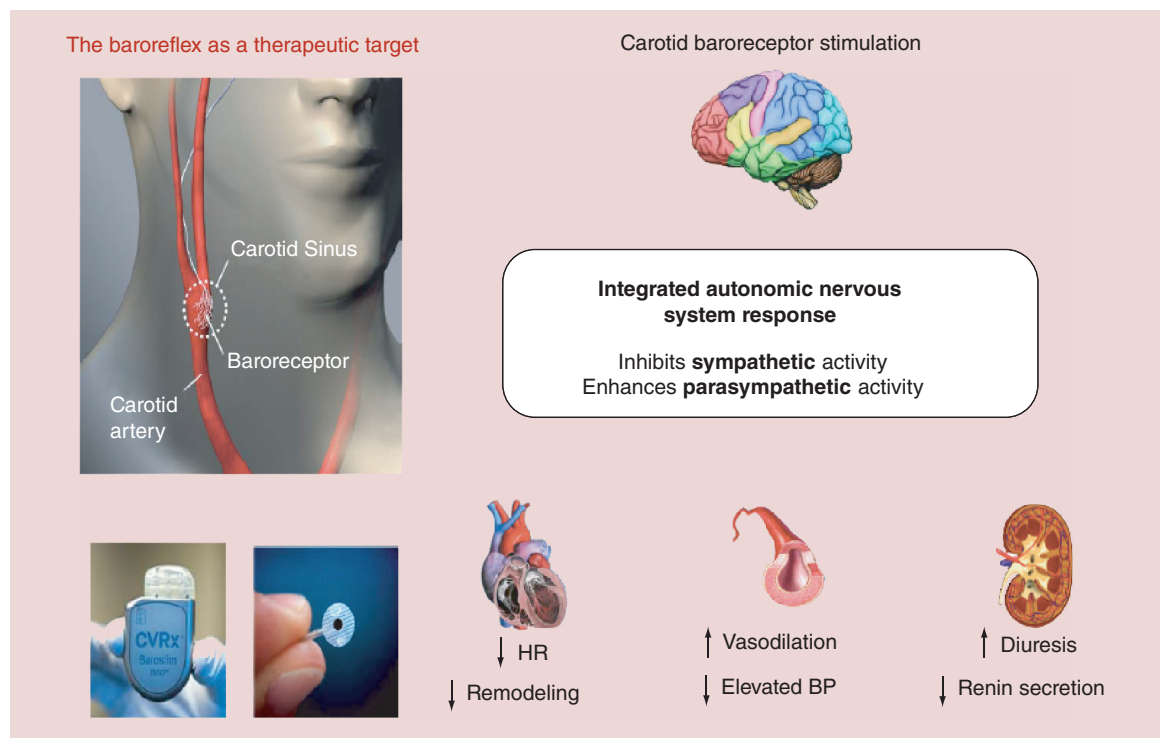 The baroreflex as a therapeutic target
Carotid baroreceptor stimulation
Carotid Sinus
Baroreceptor
Carotid
artery
Integrated autonomic nervous
system response
Inhibits sympathetic activity
Enhances parasympathetic activity
CVRx
Barostim
neo
↓ HR
↓ Remodeling
↑ Vasodilation
↓ Elevated BP
↑ Diuresis
↓ Renin secretion